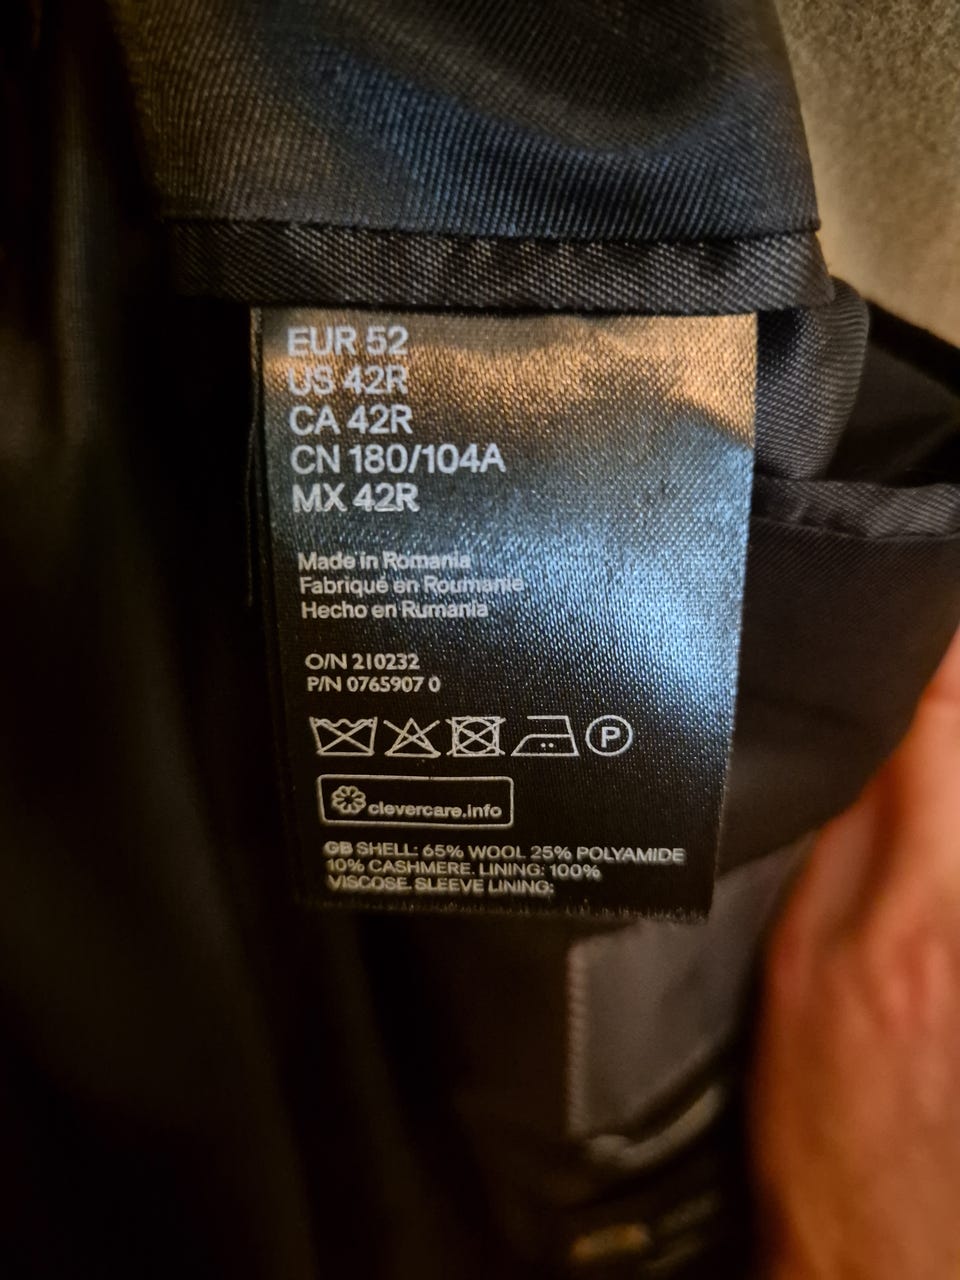 EUR 52
US 42R
CA 42R
CN 180/104A
MX 42R
Made in Romania
Fabriqué en Roumanie
Hecho en Rumania
O/N 210232
P/N 0765907 0
P
clevercare.info
GB SHELL: 65% WOOL 25% POLYAMIDE
10% CASHMERE. LINING: 100%
VISCOSE. SLEEVE LINING: